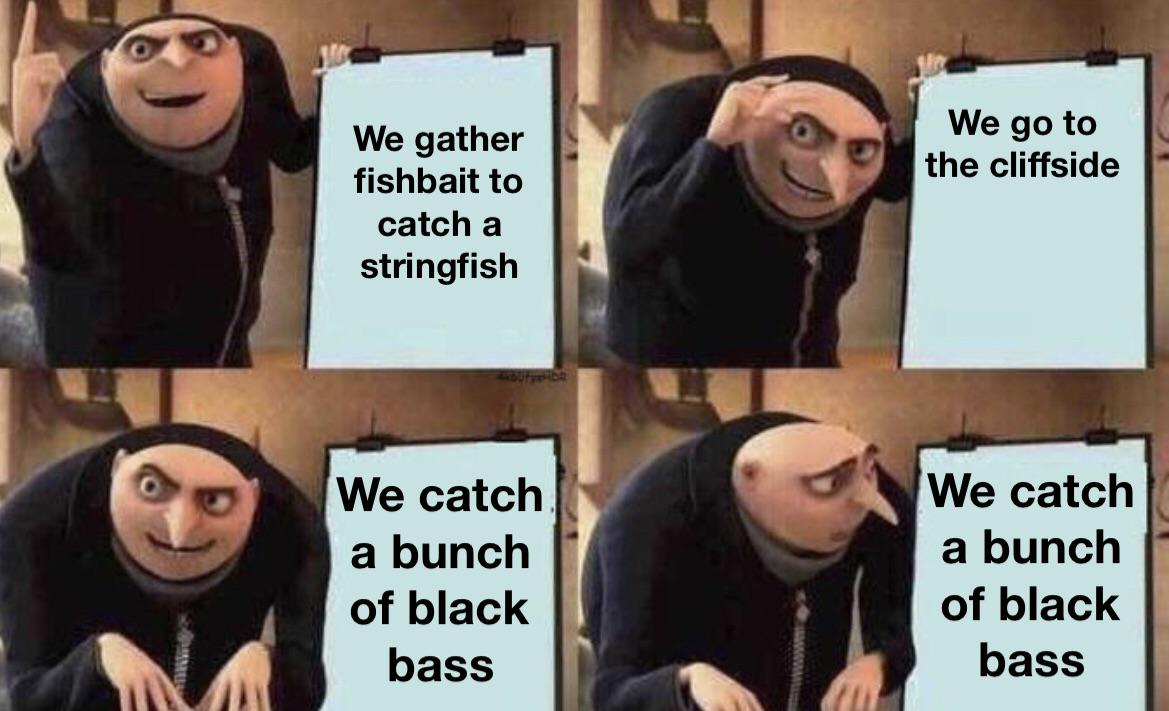 We gather
fishbait to
catch a
stringfish
We go to
the cliffside
We catch
a bunch
of black
bass
We catch
a bunch
of black
bass